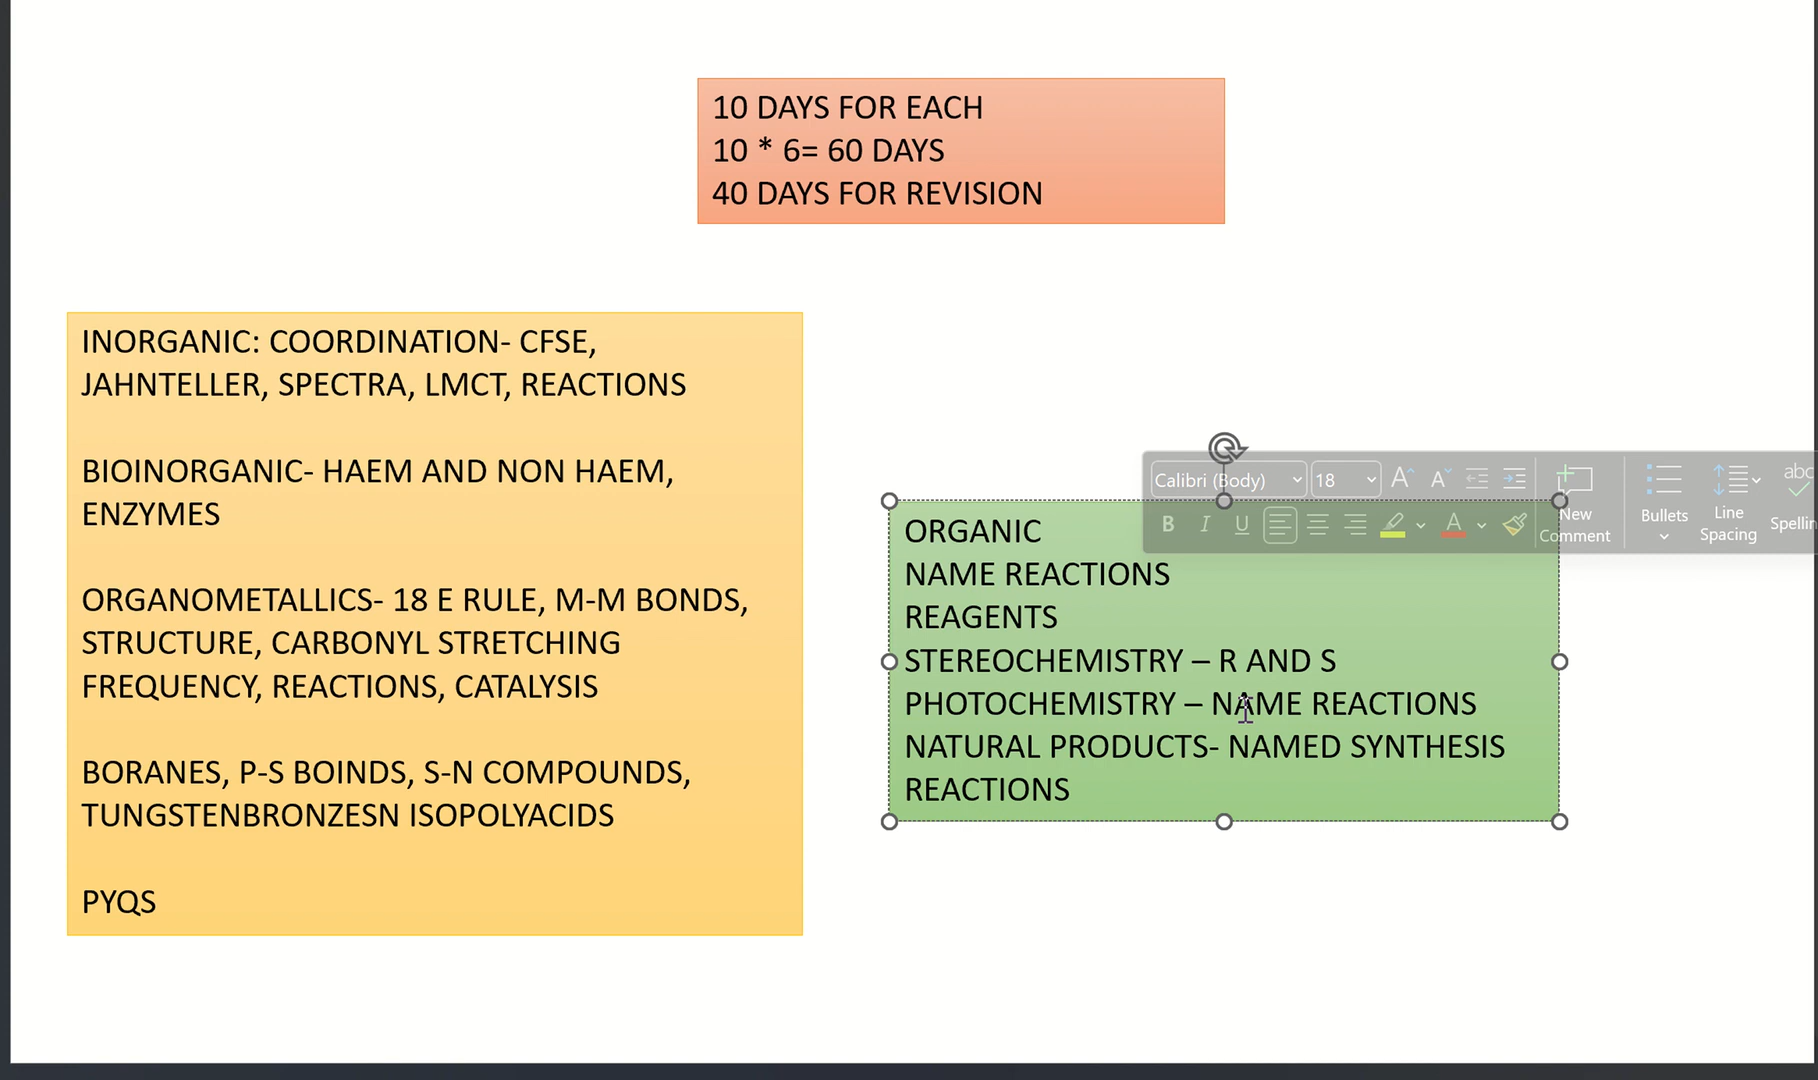 10 DAYS FOR EACH
10 * 6= 60 DAYS
40 DAYS FOR REVISION
INORGANIC: COORDINATION- CFSE,
JAHNTELLER, SPECTRA, LMCT, REACTIONS
BIOINORGANIC- HAEM AND NON HAEM,
ENZYMES
ORGANOMETALLICS- 18 E RULE, M-M BONDS,
STRUCTURE, CARBONYL STRETCHING
FREQUENCY, REACTIONS, CATALYSIS
BORANES, P-S BOINDS, S-N COMPOUNDS,
TUNGSTENBRONZESN ISOPOLYACIDS
PYQS
Calibri (Body) 18 A A
B I U A
New
Comment
Bullets
Line
Spacing
abc
Spellin
ORGANIC
NAME REACTIONS
REAGENTS
STEREOCHEMISTRY – R AND S
PHOTOCHEMISTRY – NAME REACTIONS
NATURAL PRODUCTS- NAMED SYNTHESIS
REACTIONS